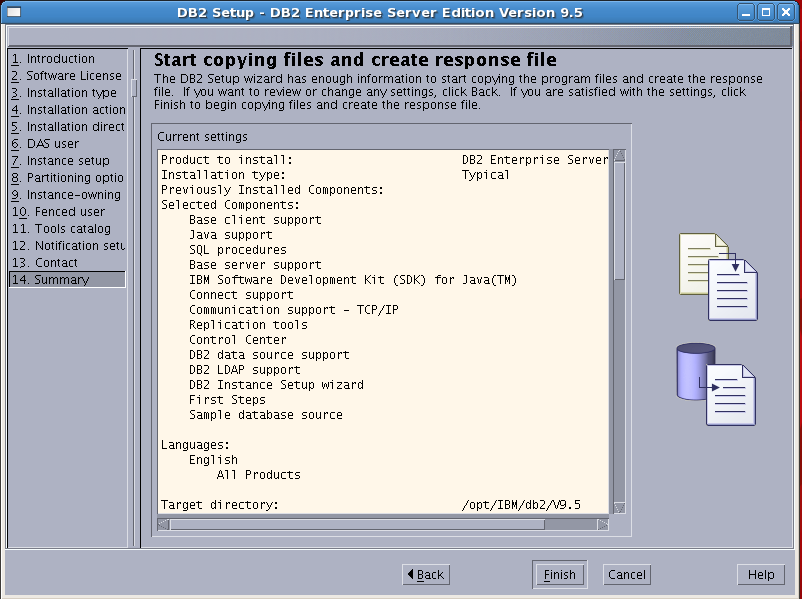 DB2 Setup - DB2 Enterprise Server Edition Version 9.5
1. Introduction
2. Software License
3. Installation type
4. Installation action
5. Installation direct
6. DAS user
7. Instance setup
8. Partitioning optio
9. Instance-owning
10. Fenced user
11. Tools catalog
12. Notification setu
13. Contact
14. Summary
Start copying files and create response file
The DB2 Setup wizard has enough information to start copying the program files and create the response
file. If you want to review or change any settings, click Back. If you are satisfied with the settings, click
Finish to begin copying files and create the response file.
Current settings
Product to install: DB2 Enterprise Server
Installation type: Typical
Previously Installed Components:
Selected Components:
Base client support
Java support
SQL procedures
Base server support
IBM Software Development Kit (SDK) for Java(TM)
Connect support
Communication support - TCP/IP
Replication tools
Control Center
DB2 data source support
DB2 LDAP support
DB2 Instance Setup wizard
First Steps
Sample database source
Languages:
English
All Products
Target directory: /opt/IBM/db2/V9.5
Back
Finish
Cancel
Help